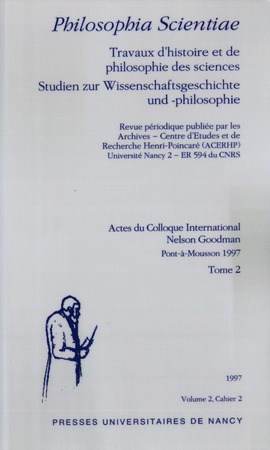 Philosophia Scientiae
Travaux d'histoire et de
philosophie des sciences
Studien zur Wissenschaftsgeschichte
und -philosophie
Revue périodique publiée par les
Archives – Centre d'Etudes et de
Recherche Henri-Poincaré (ACERHP)
Université Nancy 2 – ER 594 du CNRS
Actes du Colloque International
Nelson Goodman
Pont-à-Mousson 1997
Tome 2
1997
Volume 2, Cahier 2
PRESSES UNIVERSITAIRES DE NANCY